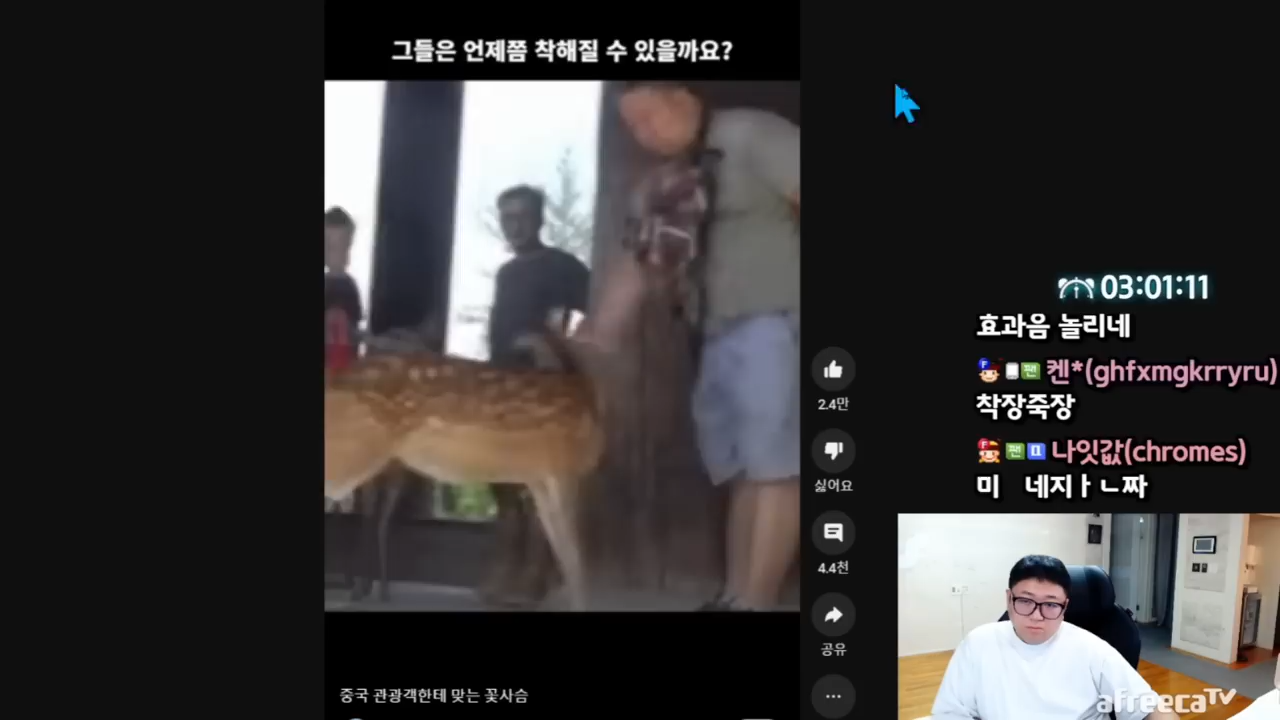 그들은 언제쯤 착해질 수 있을까요?
2.4만
싫어요
4.4천
공유
중국 관광객한테 맞는 꽃사슴
03:01:11
효과음 놀리네
팬 켄*(ghfxmgkrryru)
착장죽장
팬 나잇값(chromes)
미 네지ㅏㄴ짜
afreecaTV